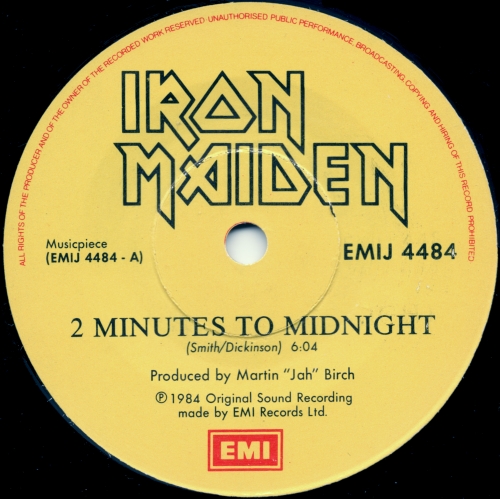 ALL RIGHTS OF THE PRODUCER AND OF THE OWNER OF THE RECORDED WORK RESERVED·UNAUTHORISED PUBLIC PERFORMANCE, BROADCASTING, COPYING AND HIRING OF THIS RECORD PROHIBITED
IRON
MAIDEN
Musicpiece
(EMIJ 4484 - A)
EMIJ 4484
2 MINUTES TO MIDNIGHT
(Smith/Dickinson) 6:04
Produced by Martin "Jah" Birch
℗ 1984 Original Sound Recording
made by EMI Records Ltd.
EMI